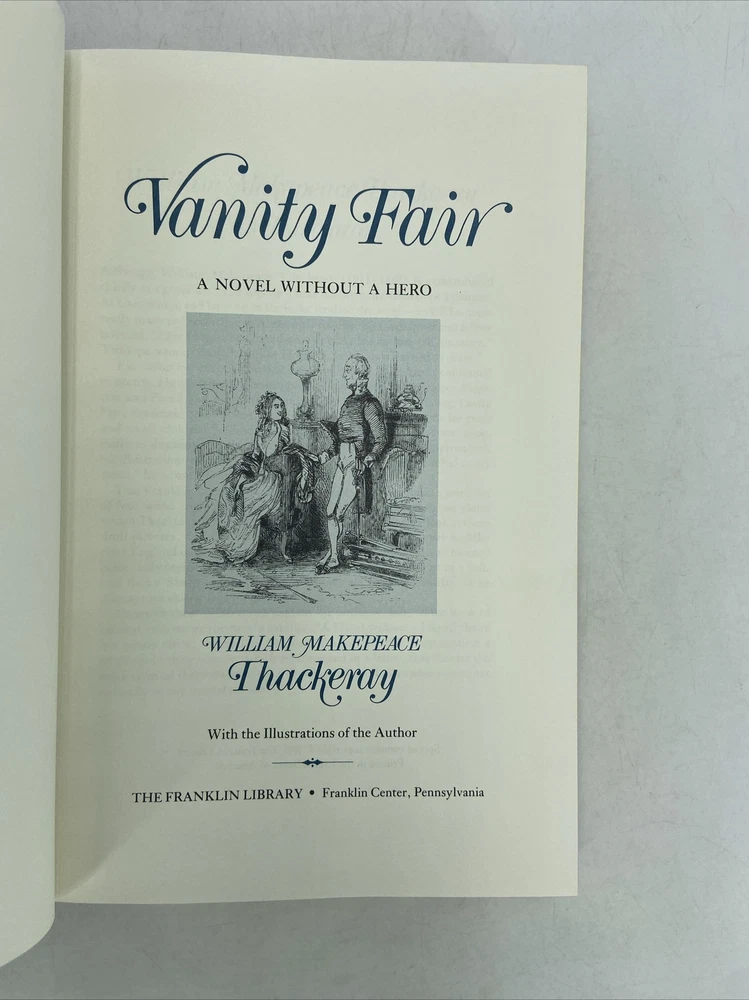 Vanity Fair
A NOVEL WITHOUT A HERO
WILLIAM MAKEPEACE
Thackeray
With the Illustrations of the Author
THE FRANKLIN LIBRARY • Franklin Center, Pennsylvania